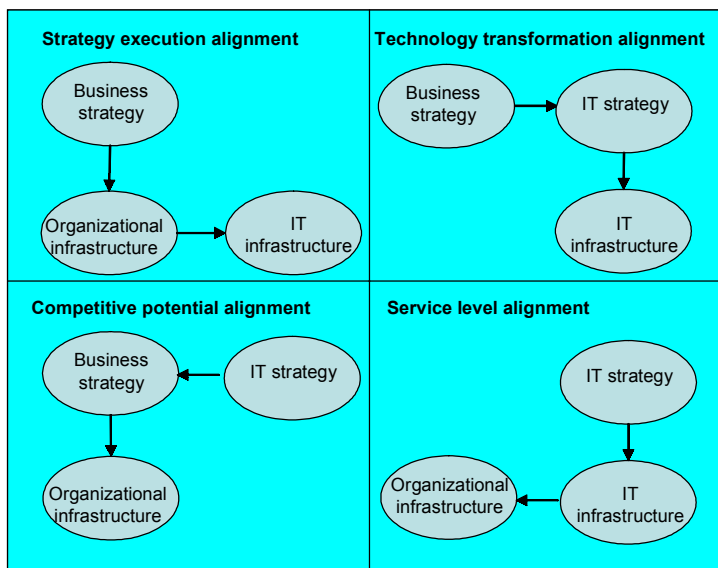 Strategy execution alignment
Business
strategy
Organizational
infrastructure
IT
infrastructure
Technology transformation alignment
Business
strategy
IT strategy
IT
infrastructure
Competitive potential alignment
Business
strategy
IT strategy
Organizational
infrastructure
Service level alignment
IT strategy
Organizational
infrastructure
IT
infrastructure